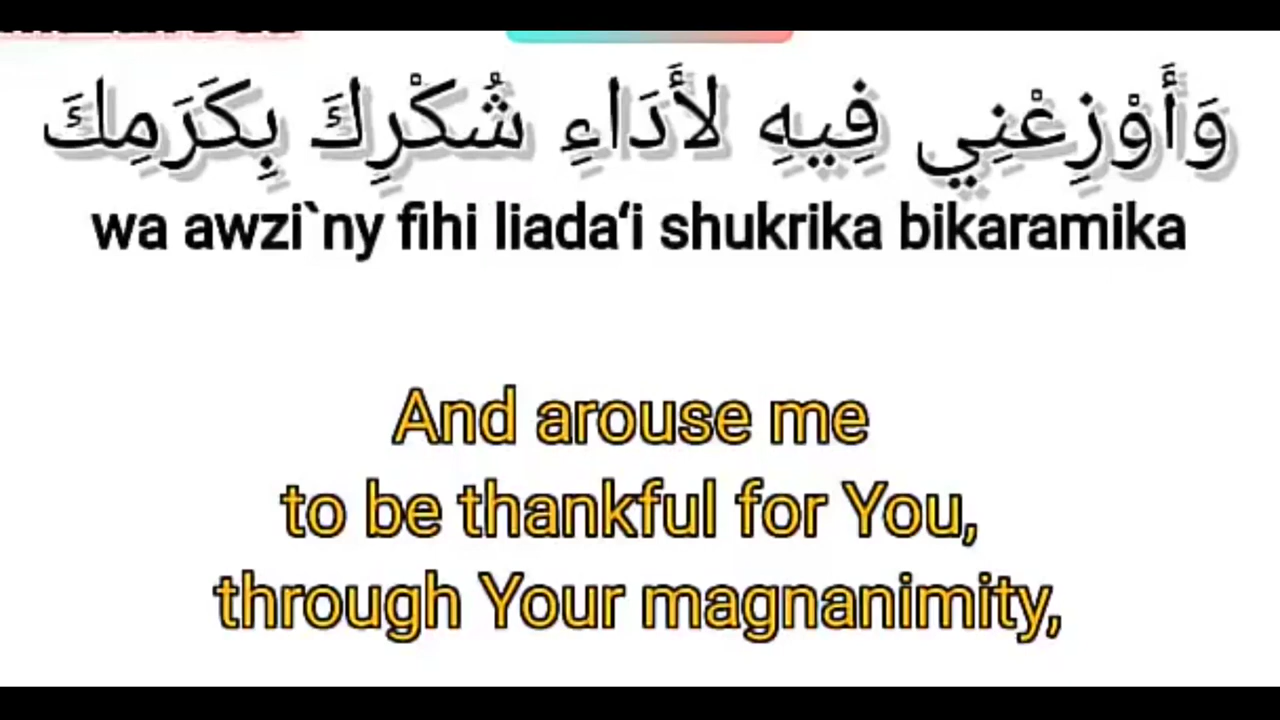 وَأَوْزِعْنِي فِيهِ لأَدَاءِ شُكْرِكَ بِكَرَمِكَ
wa awzi`ny fihi liada‘i shukrika bikaramika
And arouse me
to be thankful for You,
through Your magnanimity,